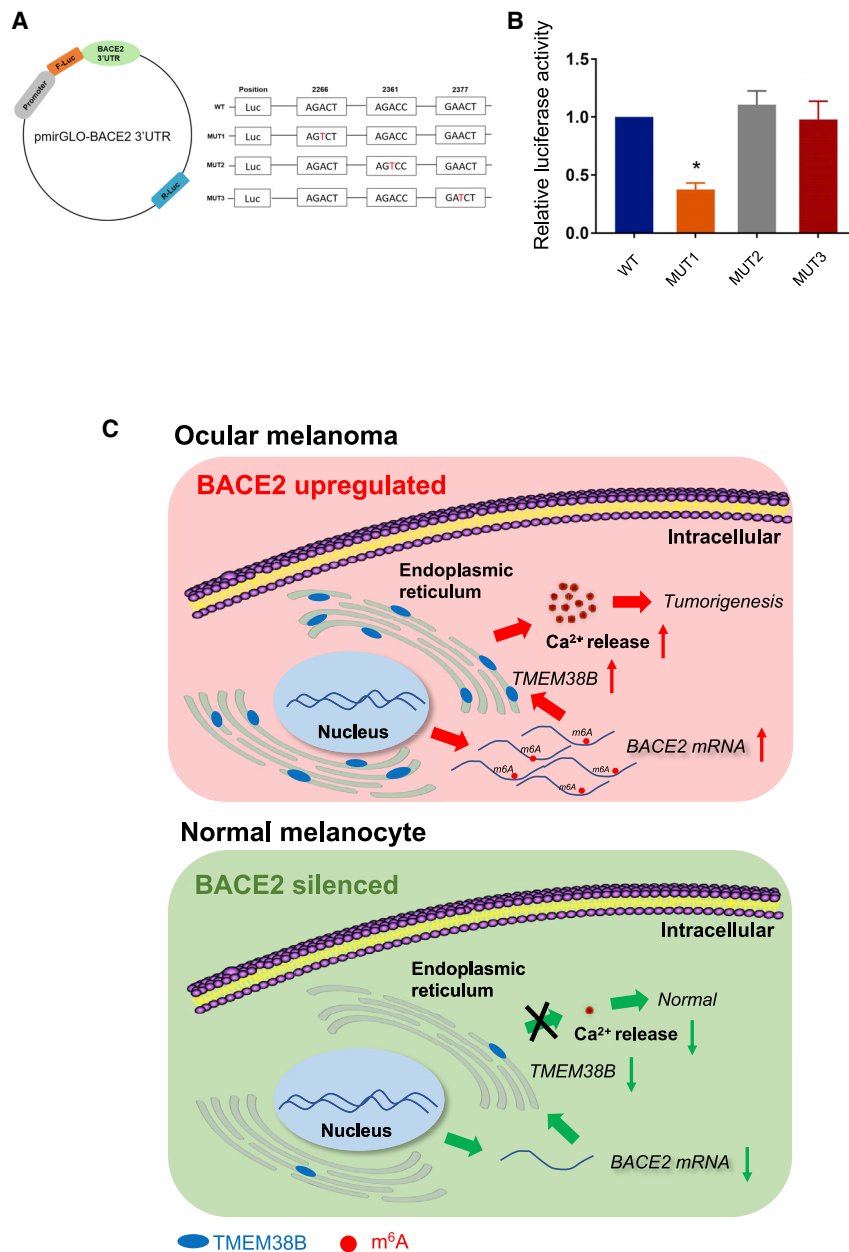 A
Promoter
F-Luc
BACE2
3'UTR
pmirGLO-BACE2 3'UTR
R-Luc
Position 2266 2361 2377
WT Luc AGACT AGACC GAACT
MUT1 Luc AGTCT AGACC GAACT
MUT2 Luc AGACT AGTCC GAACT
MUT3 Luc AGACT AGACC GATCT
B
Relative luciferase activity
1.5
1.0
0.5
0.0
*
WT MUT1 MUT2 MUT3
C
Ocular melanoma
BACE2 upregulated
Intracellular
Endoplasmic
reticulum
Tumorigenesis
Ca2+ release
TMEM38B
Nucleus
m6A
m6A
m6A
m6A
m6A
BACE2 mRNA
Normal melanocyte
BACE2 silenced
Intracellular
Endoplasmic
reticulum
Normal
Ca2+ release
TMEM38B
Nucleus
BACE2 mRNA
TMEM38B m6A